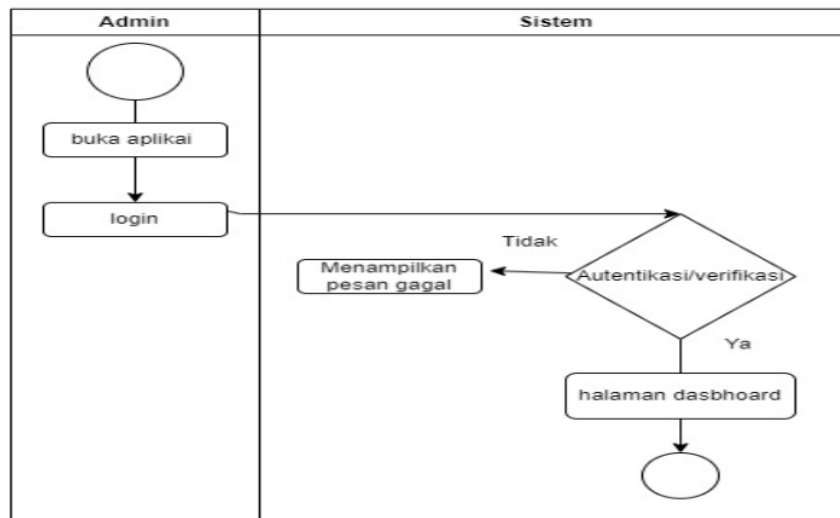 Admin
Sistem
buka aplikai
login
Tidak
Menampilkan
pesan gagal
Autentikasi/verifikasi
Ya
halaman dasbhoard